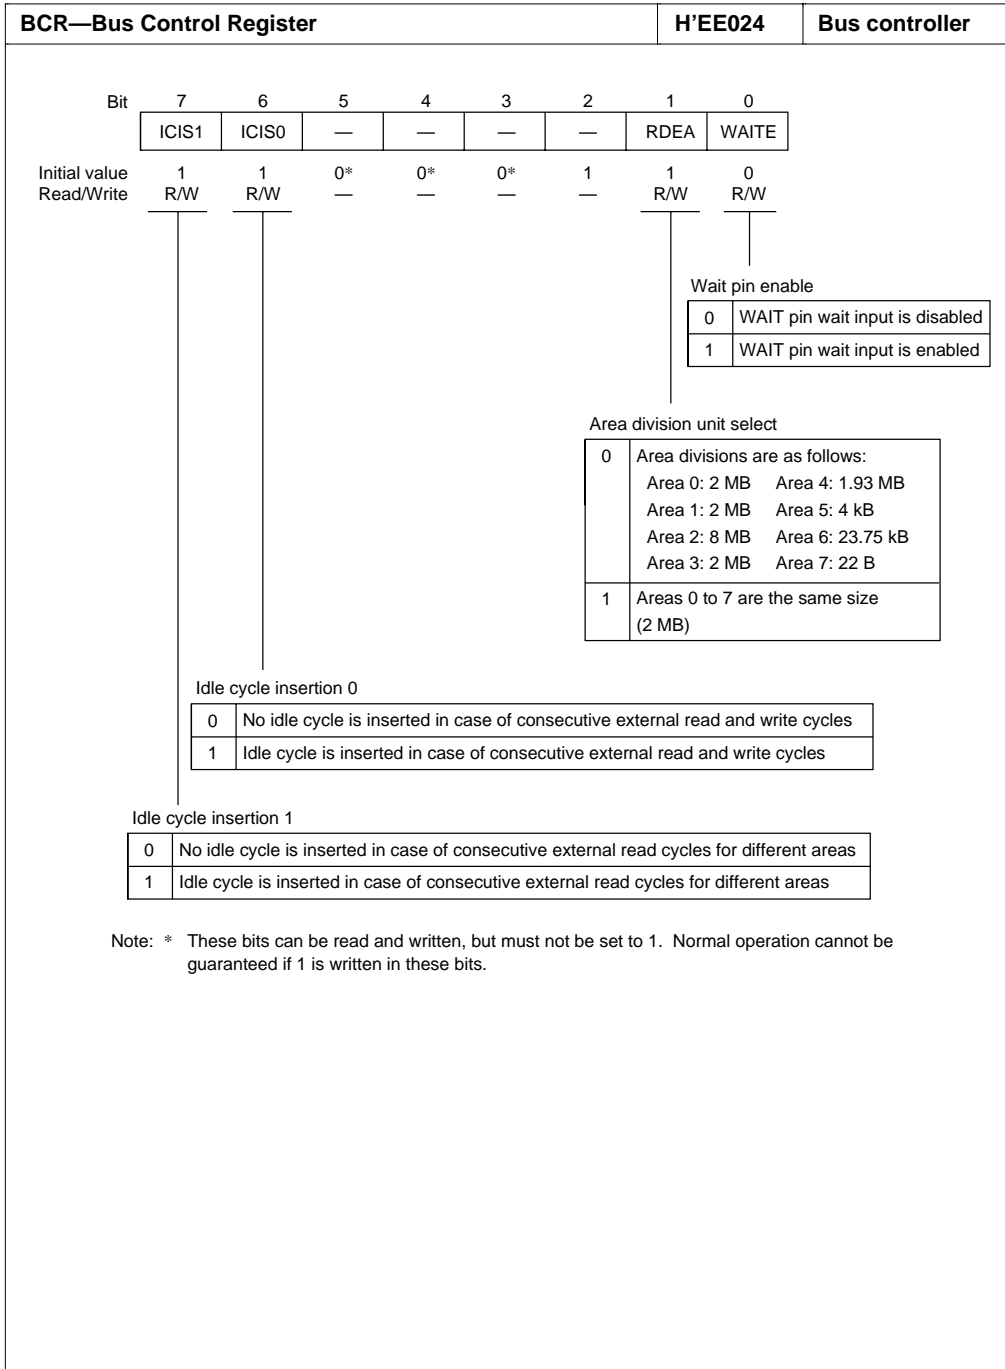 BCR—Bus Control Register H'EE024 Bus controller
Bit 7 6 5 4 3 2 1 0
ICIS1 ICIS0 — — — — RDEA WAITE
Initial value 1 1 0* 0* 0* 1 1 0
Read/Write R/W R/W — — — — R/W R/W
Wait pin enable
0 WAIT pin wait input is disabled
1 WAIT pin wait input is enabled
Area division unit select
0 Area divisions are as follows:
Area 0: 2 MB Area 4: 1.93 MB
Area 1: 2 MB Area 5: 4 kB
Area 2: 8 MB Area 6: 23.75 kB
Area 3: 2 MB Area 7: 22 B
1 Areas 0 to 7 are the same size
(2 MB)
Idle cycle insertion 0
0 No idle cycle is inserted in case of consecutive external read and write cycles
1 Idle cycle is inserted in case of consecutive external read and write cycles
Idle cycle insertion 1
0 No idle cycle is inserted in case of consecutive external read cycles for different areas
1 Idle cycle is inserted in case of consecutive external read cycles for different areas
Note: * These bits can be read and written, but must not be set to 1. Normal operation cannot be
guaranteed if 1 is written in these bits.